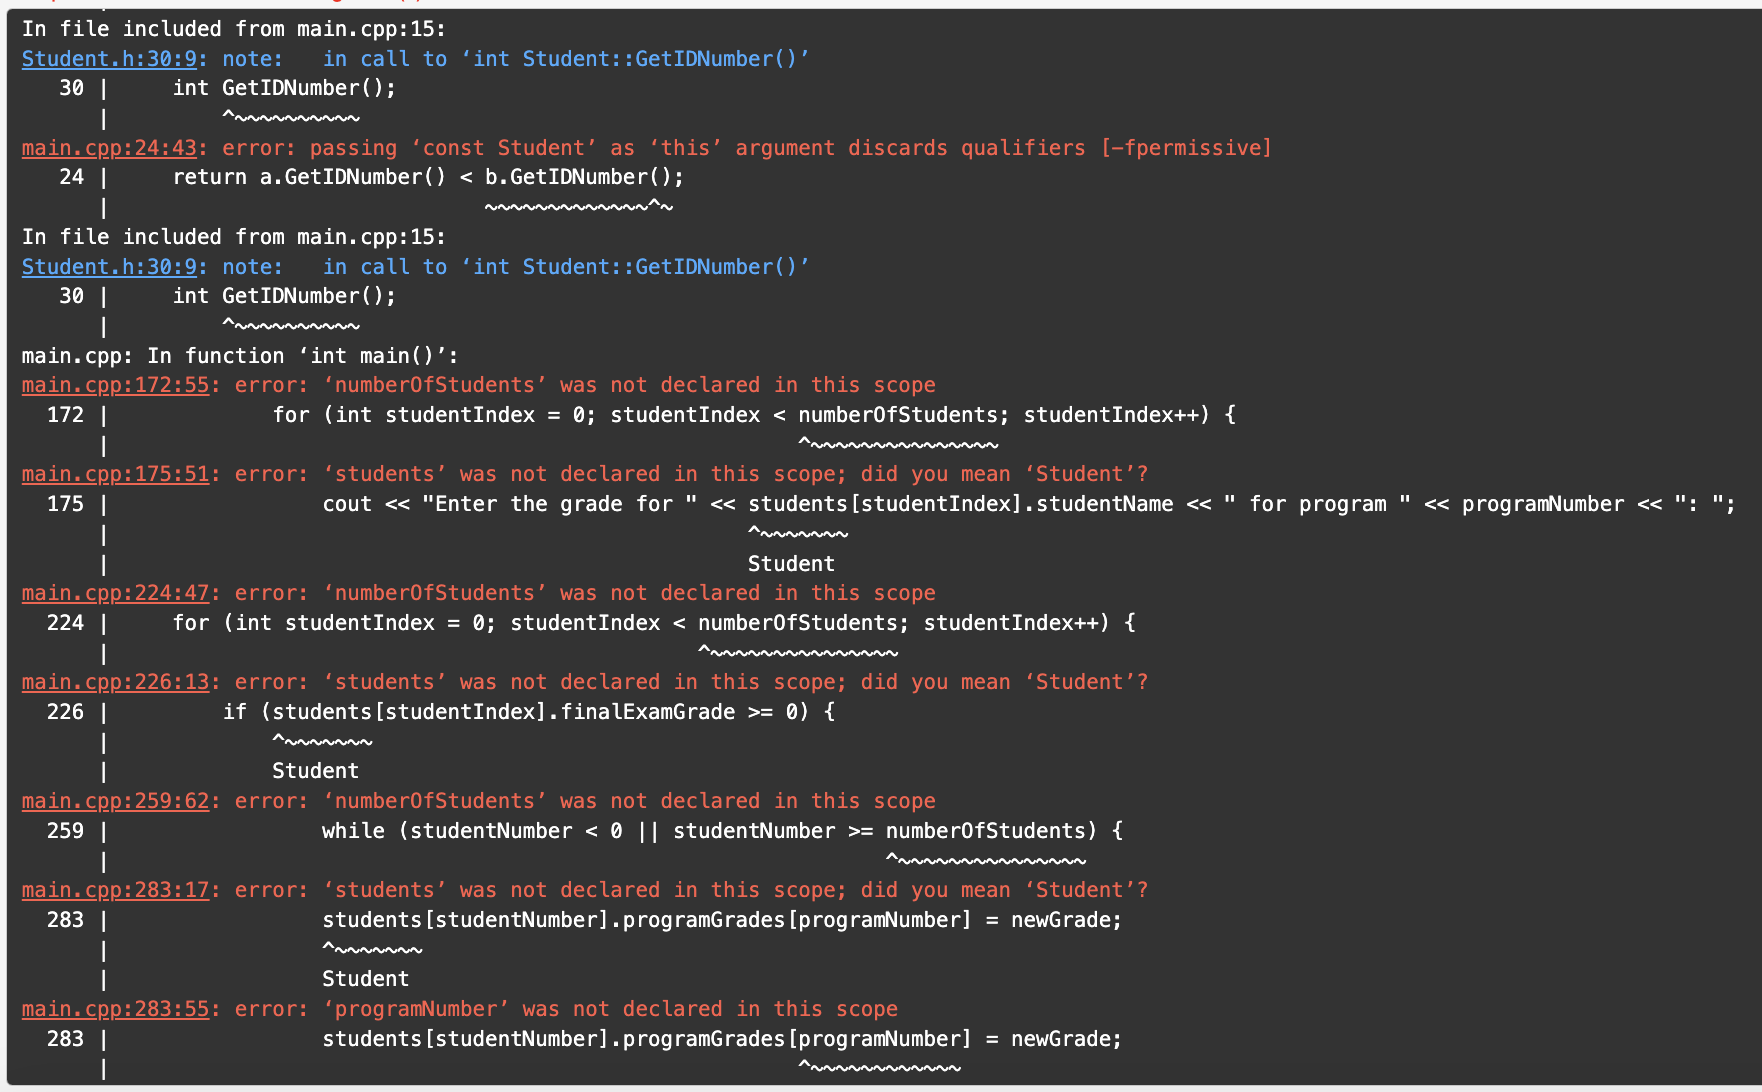 In file included from main.cpp:15:
Student.h:30:9: note:   in call to ‘int Student::GetIDNumber()’
   30 |     int GetIDNumber();
      |         ^~~~~~~~~~~
main.cpp:24:43: error: passing ‘const Student’ as ‘this’ argument discards qualifiers [-fpermissive]
   24 |     return a.GetIDNumber() < b.GetIDNumber();
      |                              ~~~~~~~~~~~~~^~
In file included from main.cpp:15:
Student.h:30:9: note:   in call to ‘int Student::GetIDNumber()’
   30 |     int GetIDNumber();
      |         ^~~~~~~~~~~
main.cpp: In function ‘int main()’:
main.cpp:172:55: error: ‘numberOfStudents’ was not declared in this scope
  172 |             for (int studentIndex = 0; studentIndex < numberOfStudents; studentIndex++) {
      |                                                       ^~~~~~~~~~~~~~~~
main.cpp:175:51: error: ‘students’ was not declared in this scope; did you mean ‘Student’?
  175 |                 cout << "Enter the grade for " << students[studentIndex].studentName << " for program " << programNumber << ": ";
      |                                                   ^~~~~~~~
      |                                                   Student
main.cpp:224:47: error: ‘numberOfStudents’ was not declared in this scope
  224 |     for (int studentIndex = 0; studentIndex < numberOfStudents; studentIndex++) {
      |                                               ^~~~~~~~~~~~~~~~
main.cpp:226:13: error: ‘students’ was not declared in this scope; did you mean ‘Student’?
  226 |         if (students[studentIndex].finalExamGrade >= 0) {
      |             ^~~~~~~~
      |             Student
main.cpp:259:62: error: ‘numberOfStudents’ was not declared in this scope
  259 |                 while (studentNumber < 0 || studentNumber >= numberOfStudents) {
      |                                                              ^~~~~~~~~~~~~~~~
main.cpp:283:17: error: ‘students’ was not declared in this scope; did you mean ‘Student’?
  283 |                 students[studentNumber].programGrades[programNumber] = newGrade;
      |                 ^~~~~~~~
      |                 Student
main.cpp:283:55: error: ‘programNumber’ was not declared in this scope
  283 |                 students[studentNumber].programGrades[programNumber] = newGrade;
      |                                                       ^~~~~~~~~~~~~